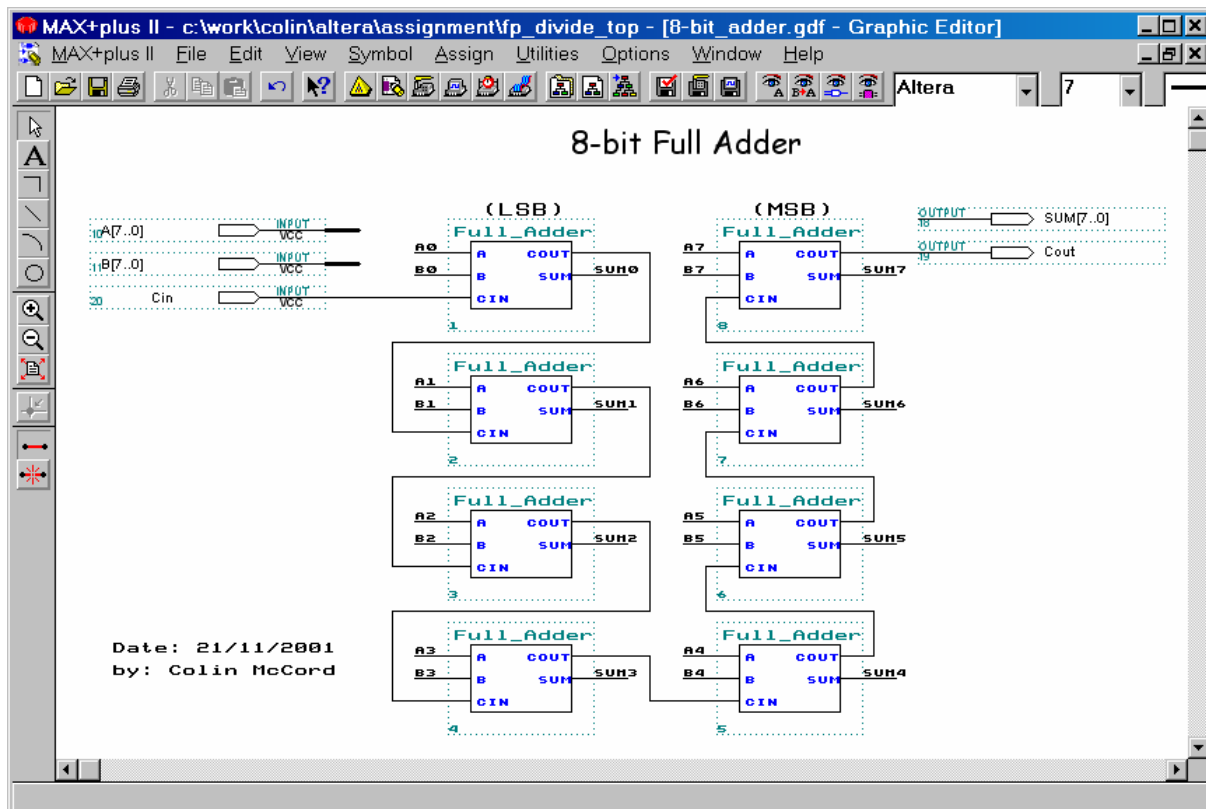 MAX+plus II - c:\work\colin\altera\assignment\fp_divide_top - [8-bit_adder.gdf - Graphic Editor]
MAX+plus II File Edit View Symbol Assign Utilities Options Window Help
Altera 7
8-bit Full Adder
(LSB) (MSB)
10 A[7..0] INPUT VCC
11 B[7..0] INPUT VCC
20 Cin INPUT VCC
Full_Adder
A0 A COUT
B0 B SUM SUM0
CIN
1
Full_Adder
A7 A COUT
B7 B SUM SUM7
CIN
8
OUTPUT 18 SUM[7..0]
OUTPUT 19 Cout
Full_Adder
A1 A COUT
B1 B SUM SUM1
CIN
2
Full_Adder
A6 A COUT
B6 B SUM SUM6
CIN
7
Full_Adder
A2 A COUT
B2 B SUM SUM2
CIN
3
Full_Adder
A5 A COUT
B5 B SUM SUM5
CIN
6
Full_Adder
A3 A COUT
B3 B SUM SUM3
CIN
4
Full_Adder
A4 A COUT
B4 B SUM SUM4
CIN
5
Date: 21/11/2001
by: Colin McCord